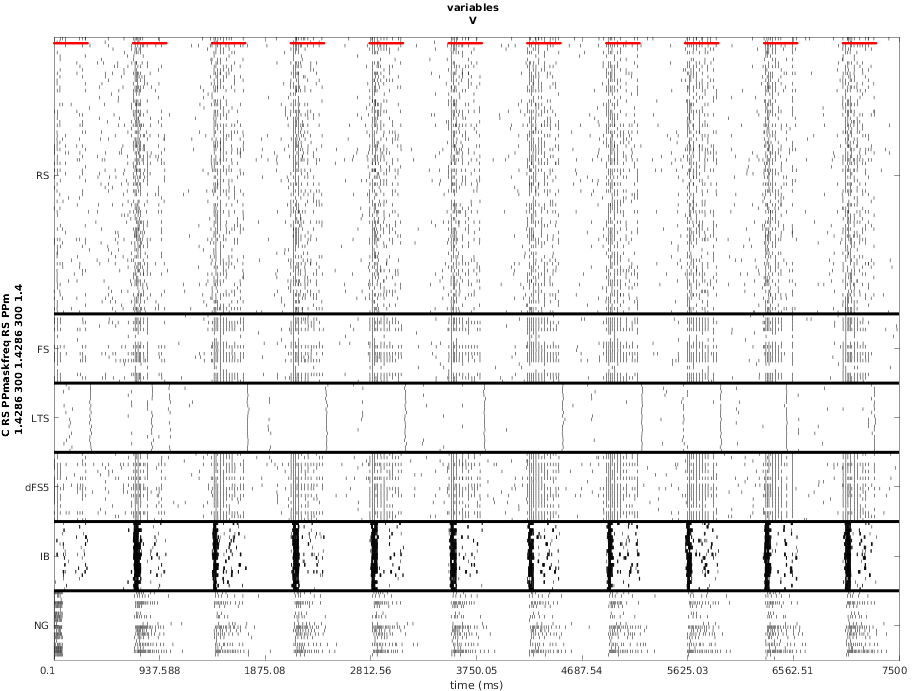 variables
V
C RS PPmaskfreq RS PPm
1.4286 300 1.4286 300 1.4
RS
FS
LTS
dFS5
IB
NG
0.1 937.588 1875.08 2812.56 3750.05 4687.54 5625.03 6562.51 7500
time (ms)